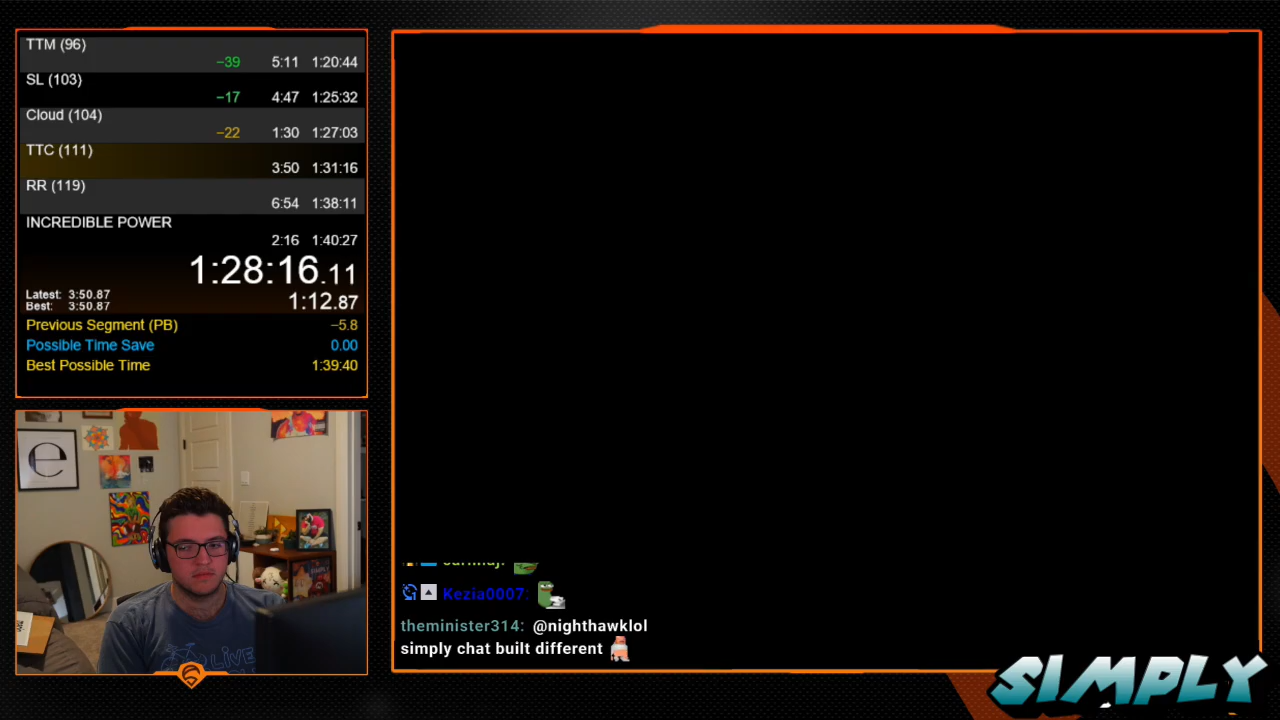 TTM (96)
−39 5:11 1:20:44
SL (103)
−17 4:47 1:25:32
Cloud (104)
−22 1:30 1:27:03
TTC (111)
3:50 1:31:16
RR (119)
6:54 1:38:11
INCREDIBLE POWER
2:16 1:40:27
1:28:16.11
Latest: 3:50.87
Best: 3:50.87
1:12.87
Previous Segment (PB) −5.8
Possible Time Save 0.00
Best Possible Time 1:39:40
e
LIVE
Kezia0007:
theminister314: @nighthawklol
simply chat built different
SIMPLY